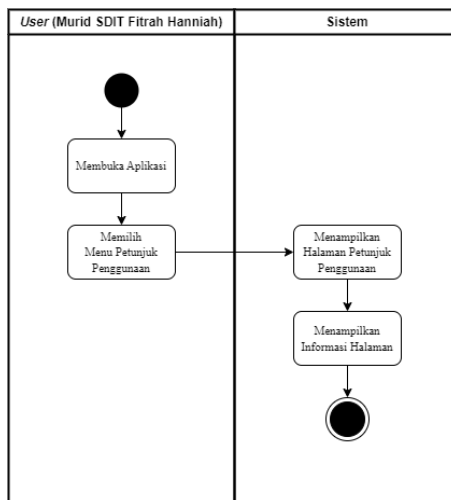 User (Murid SDIT Fitrah Hanniah)
Sistem
Membuka Aplikasi
Memilih
Menu Petunjuk
Penggunaan
Menampilkan
Halaman Petunjuk
Penggunaan
Menampilkan
Informasi Halaman